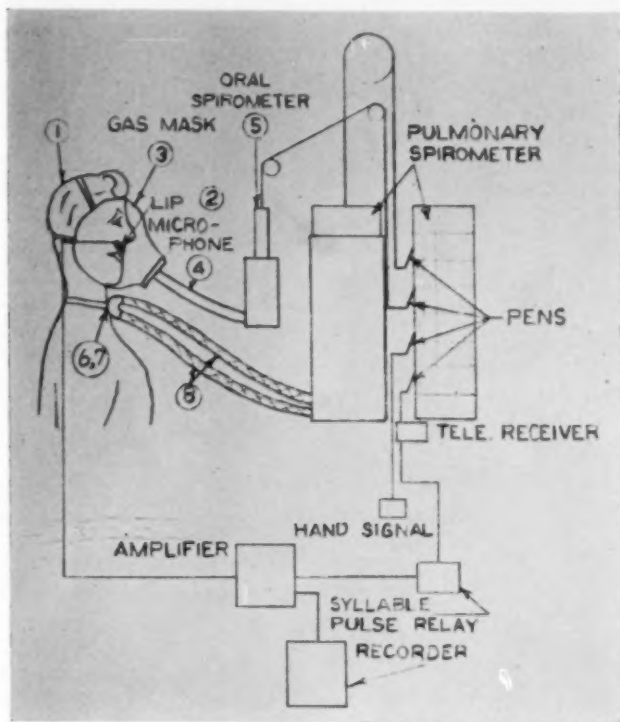 ORAL
SPIROMETER
①
GAS MASK
⑤
③
PULMONARY
SPIROMETER
LIP ②
MICRO-
PHONE
④
PENS
⑥,⑦
⑧
TELE. RECEIVER
HAND SIGNAL
AMPLIFIER
SYLLABLE
PULSE RELAY
RECORDER